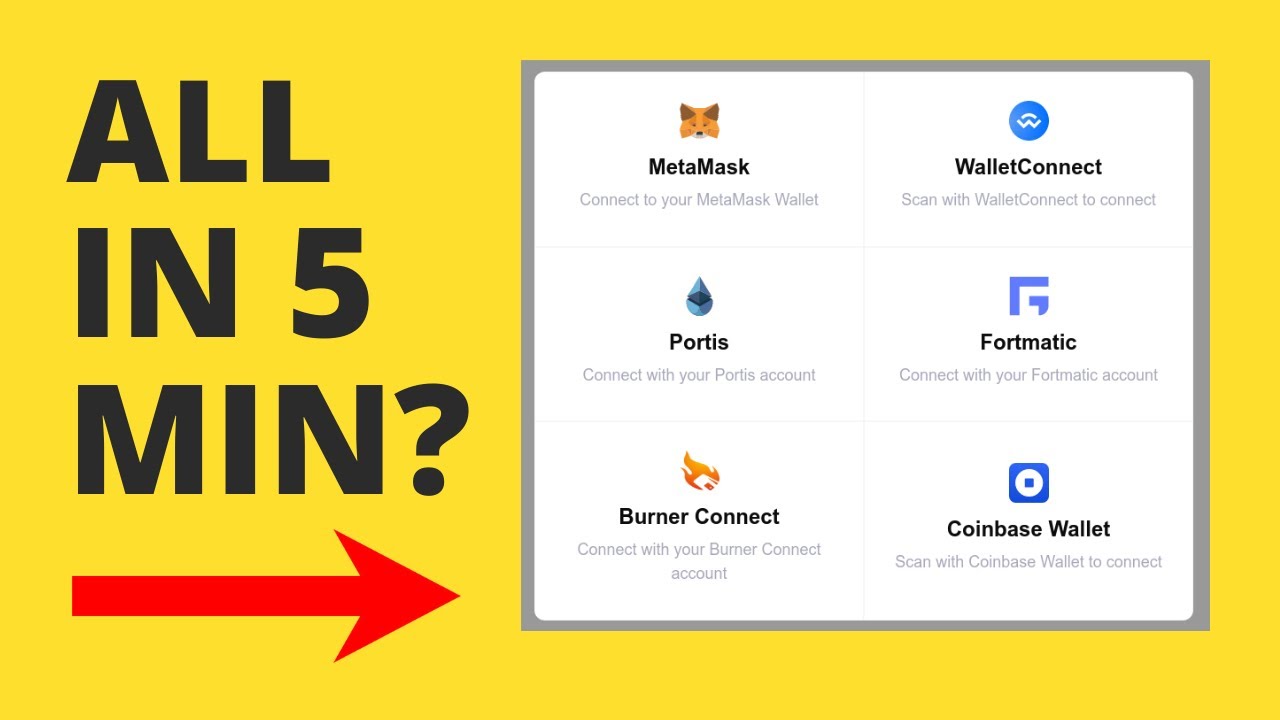 ALL
IN 5
MIN?
MetaMask
Connect to your MetaMask Wallet
WalletConnect
Scan with WalletConnect to connect
Portis
Connect with your Portis account
Fortmatic
Connect with your Fortmatic account
Burner Connect
Connect with your Burner Connect
account
Coinbase Wallet
Scan with Coinbase Wallet to connect